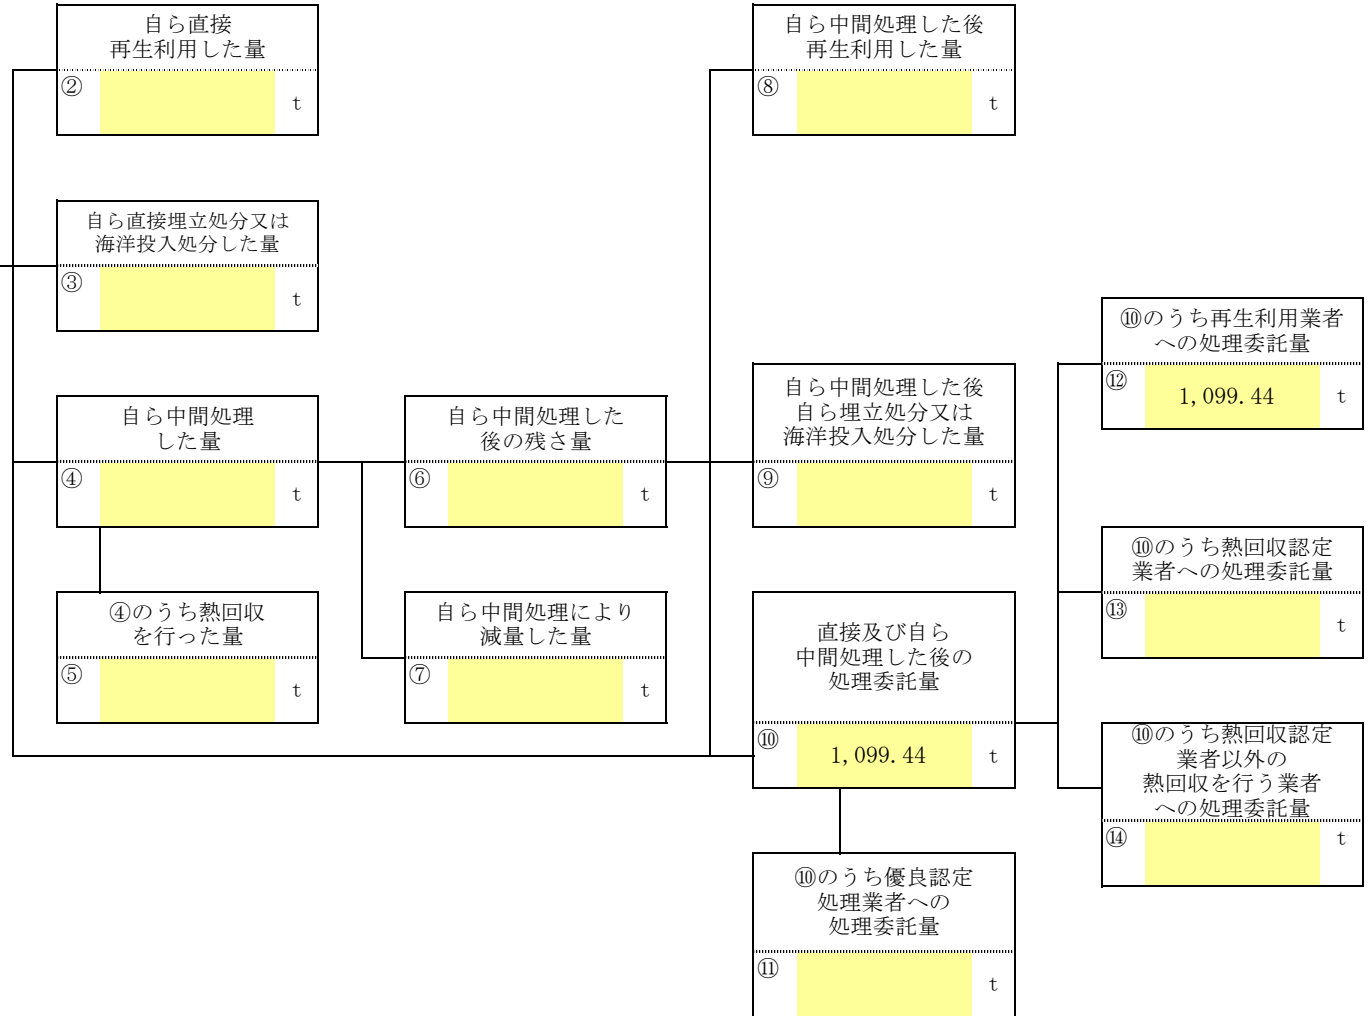 自ら直接
再生利用した量
②
t
自ら中間処理した後
再生利用した量
⑧
t
自ら直接埋立処分又は
海洋投入処分した量
③
t
⑩のうち再生利用業者
への処理委託量
⑫
1,099.44
t
自ら中間処理
した量
④
t
自ら中間処理した
後の残さ量
⑥
t
自ら中間処理した後
自ら埋立処分又は
海洋投入処分した量
⑨
t
⑩のうち熱回収認定
業者への処理委託量
⑬
t
④のうち熱回収
を行った量
⑤
t
自ら中間処理により
減量した量
⑦
t
直接及び自ら
中間処理した後の
処理委託量
⑩
1,099.44
t
⑩のうち熱回収認定
業者以外の
熱回収を行う業者
への処理委託量
⑭
t
⑩のうち優良認定
処理業者への
処理委託量
⑪
t